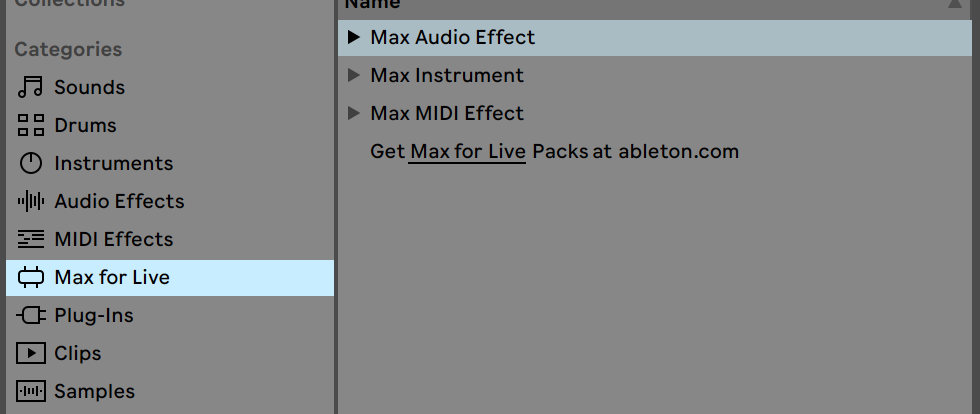 Collections
Categories
Sounds
Drums
Instruments
Audio Effects
MIDI Effects
Max for Live
Plug-Ins
Clips
Samples
Name
Max Audio Effect
Max Instrument
Max MIDI Effect
Get Max for Live Packs at ableton.com